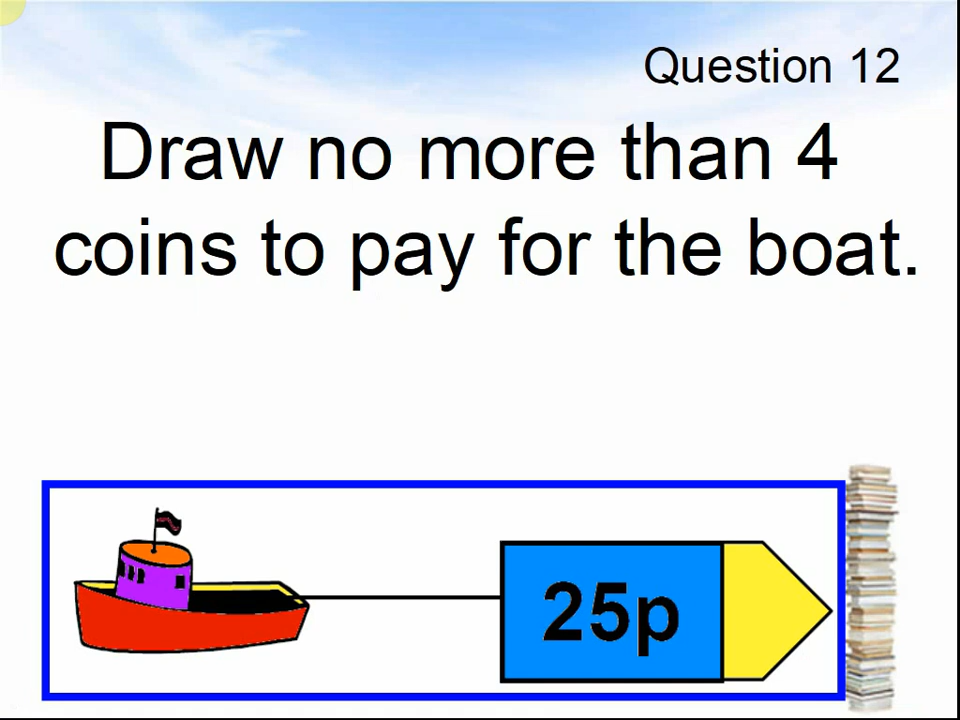 Question 12
Draw no more than 4
coins to pay for the boat.
25p